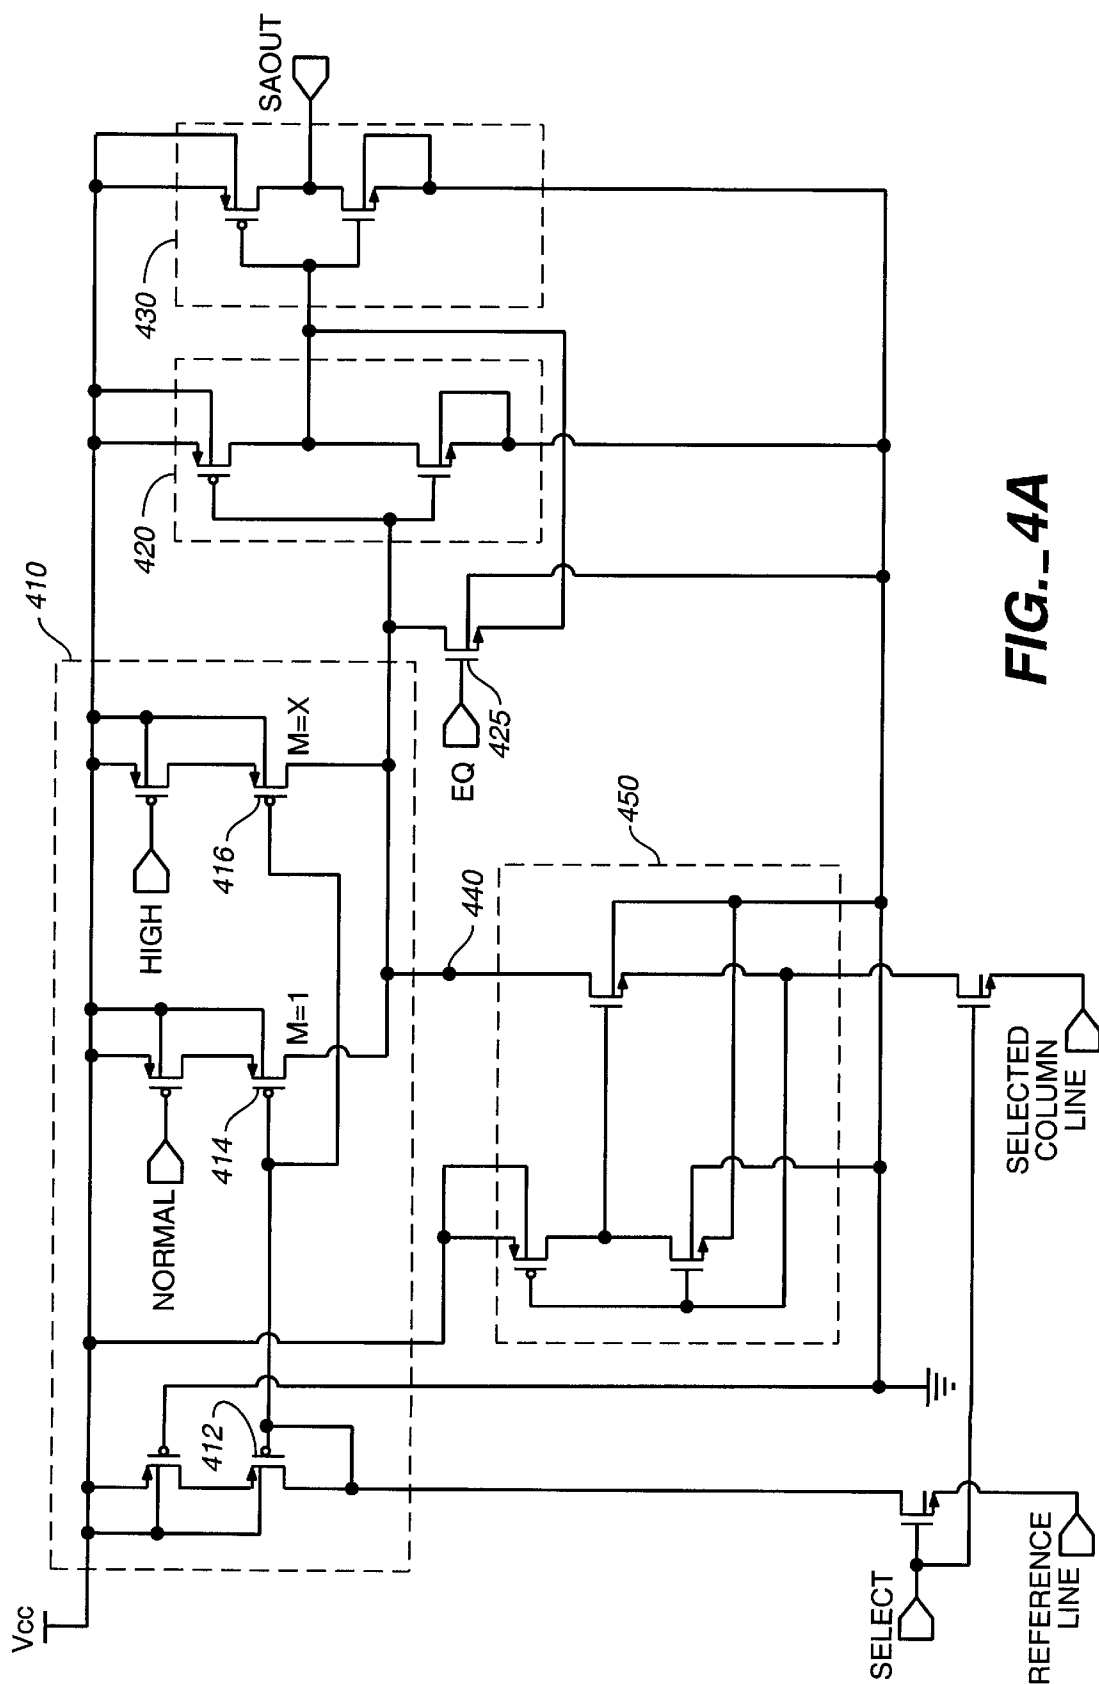 Vcc
410
412
NORMAL
414
M=1
HIGH
416
M=X
420
430
SAOUT
EQ
425
440
450
SELECT
REFERENCE
LINE
SELECTED
COLUMN
LINE
FIG._4A